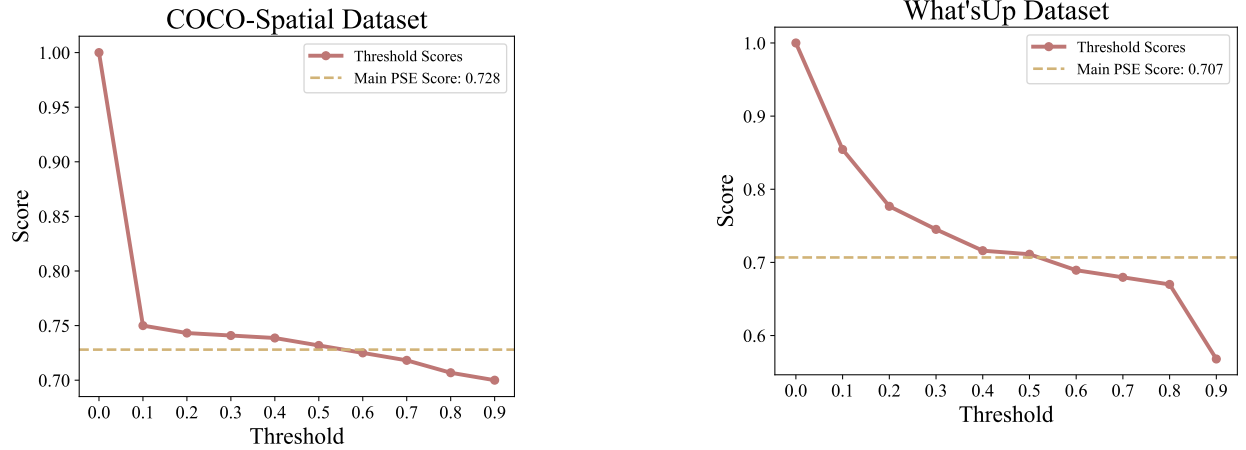 COCO-Spatial Dataset
Threshold Scores
Main PSE Score: 0.728
1.00
0.95
0.90
0.85
0.80
0.75
0.70
Score
0.0 0.1 0.2 0.3 0.4 0.5 0.6 0.7 0.8 0.9
Threshold
What'sUp Dataset
Threshold Scores
Main PSE Score: 0.707
1.0
0.9
0.8
0.7
0.6
Score
0.0 0.1 0.2 0.3 0.4 0.5 0.6 0.7 0.8 0.9
Threshold